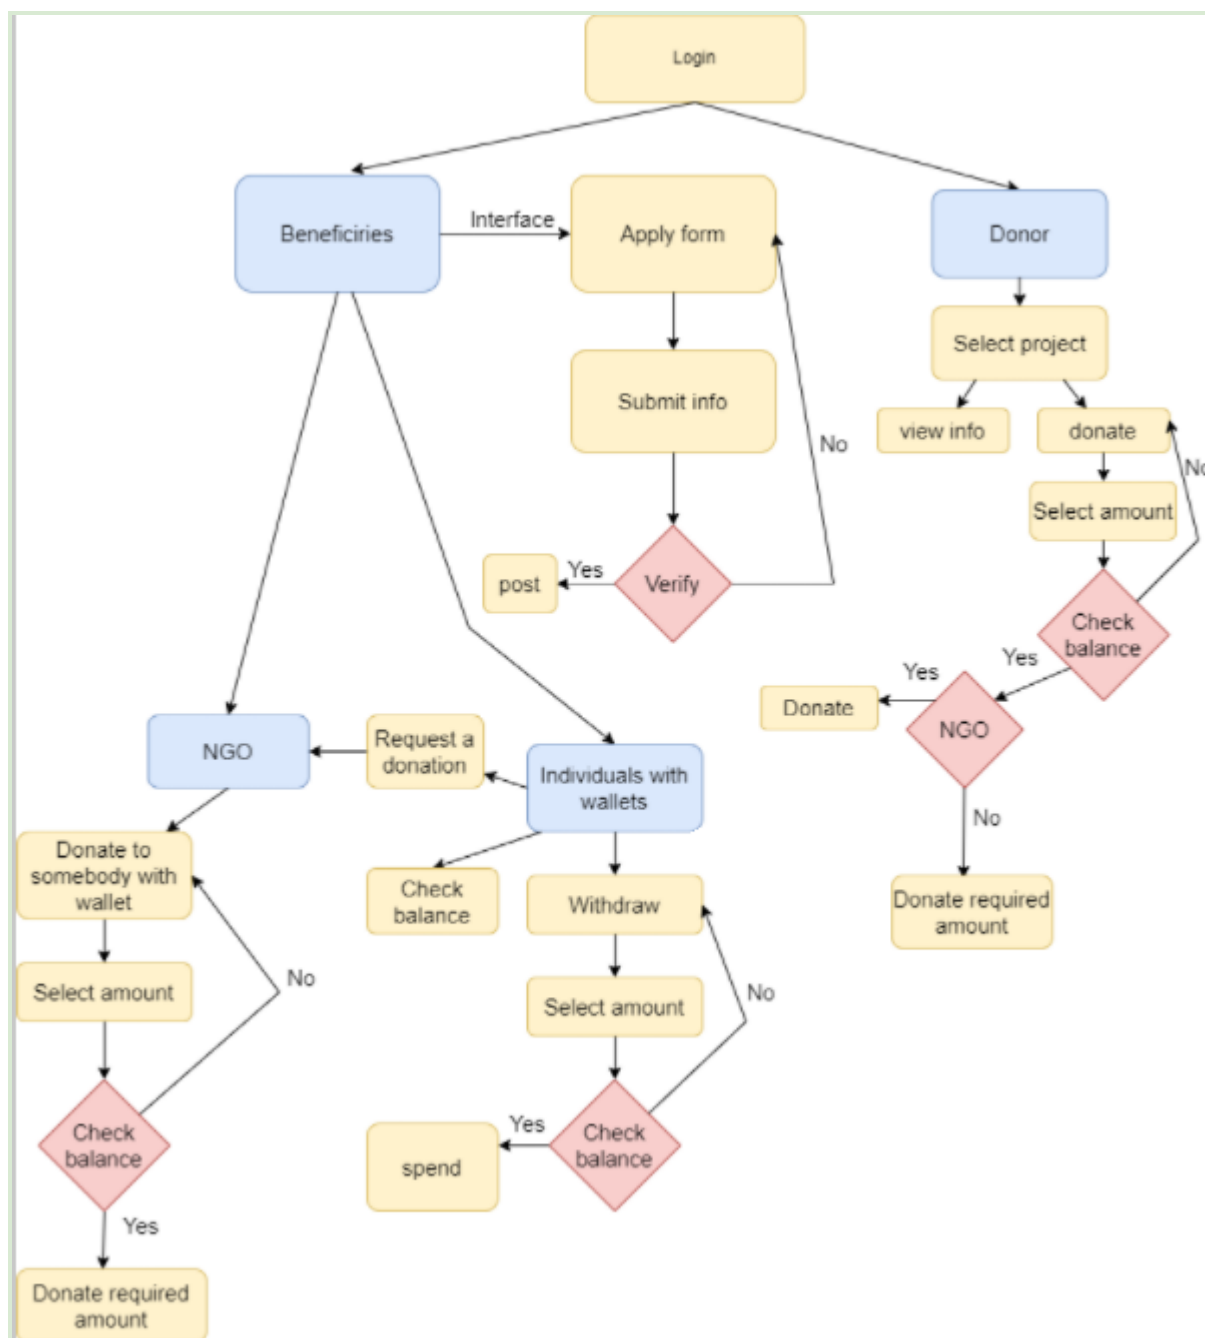 Login
Beneficiries
Interface
Apply form
Donor
Select project
Submit info
view info
donate
No
No
Select amount
post
Yes
Verify
Check
balance
Yes
Yes
Donate
NGO
NGO
Request a
donation
Individuals with
wallets
No
Donate to
somebody with
wallet
Check
balance
Withdraw
Donate required
amount
Select amount
No
Select amount
No
Check
balance
Yes
spend
Check
balance
Yes
Donate required
amount